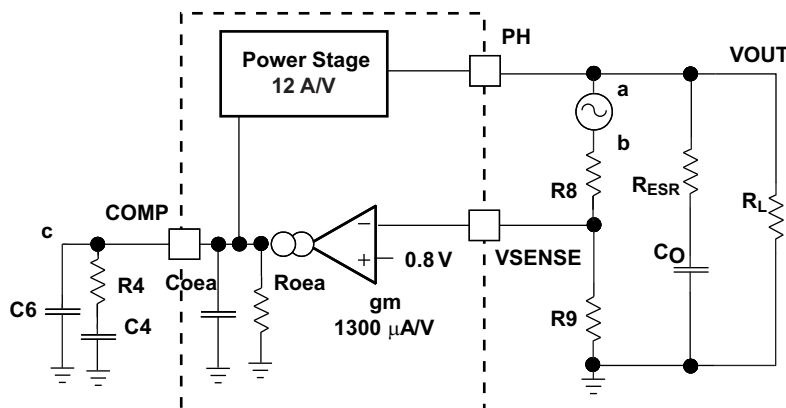 PH
VOUT
Power Stage
12 A/V
a
b
R8
RESR
RL
COMP
c
VSENSE
0.8 V
Coea
Roea
R4
CO
C6
C4
gm
1300 μA/V
R9
−
+